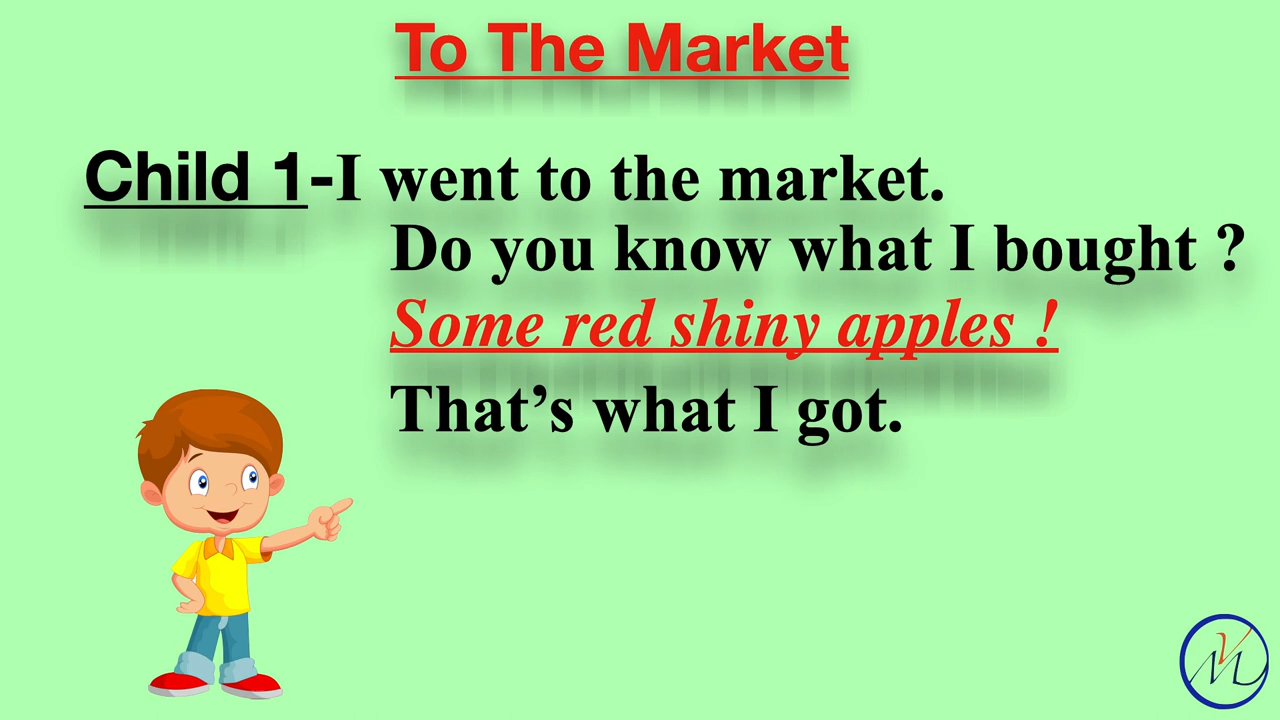 To The Market
Child 1-I went to the market.
Do you know what I bought ?
Some red shiny apples !
That’s what I got.